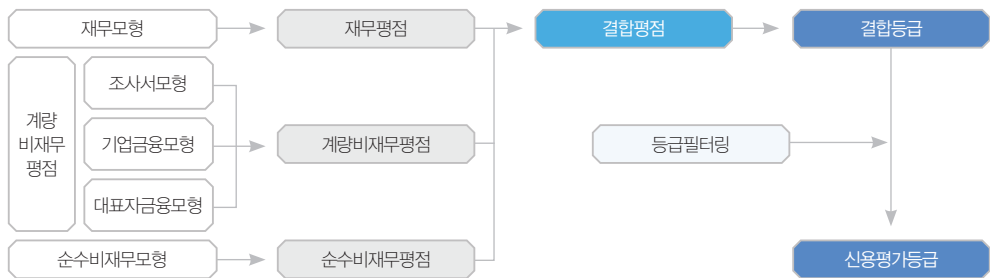 재무모형
재무평점
결합평점
결합등급
계량
비재무
평점
조사서모형
기업금융모형
대표자금융모형
계량비재무평점
등급필터링
순수비재무모형
순수비재무평점
신용평가등급